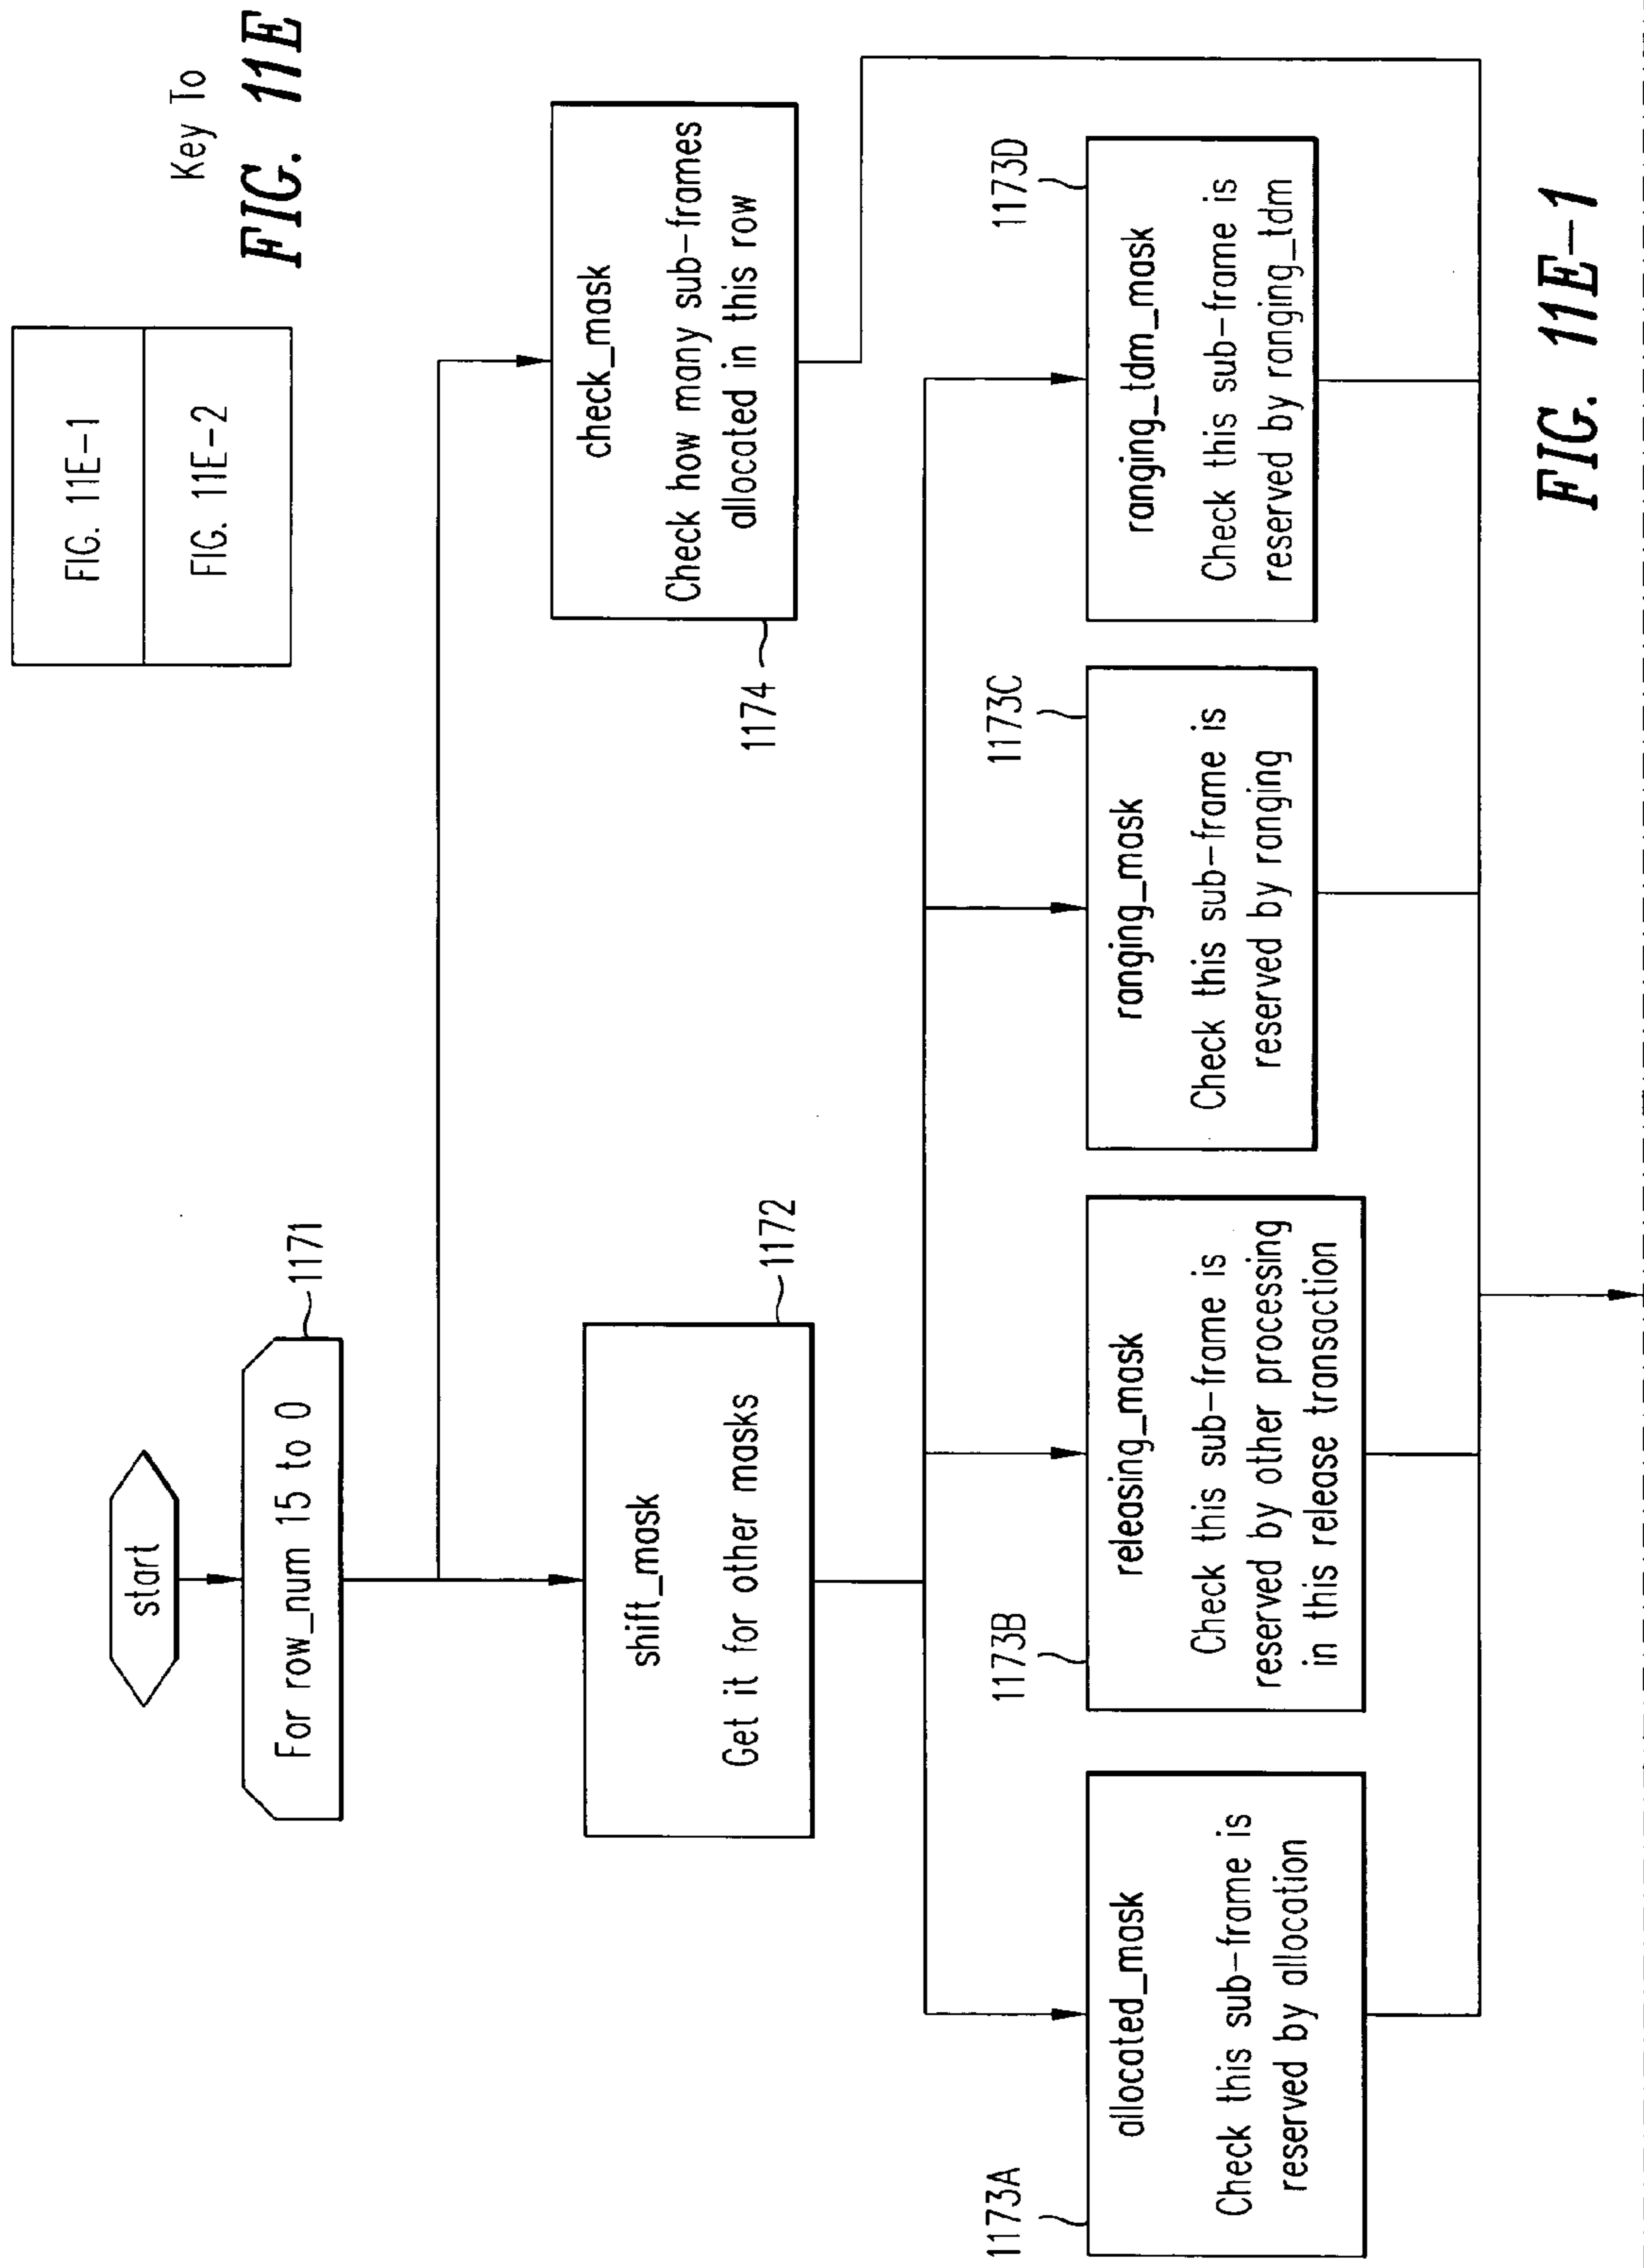 FIG. 11E-1
FIG. 11E-2
Key To
FIG. 11E
start
For row_num 15 to 0
1171
shift_mask
Get it for other masks
1172
check_mask
Check how many sub-frames
allocated in this row
1174
1173A
allocated_mask
Check this sub-frame is
reserved by allocation
1173B
releasing_mask
Check this sub-frame is
reserved by other processing
in this release transaction
1173C
ranging_mask
Check this sub-frame is
reserved by ranging
1173D
ranging_tdm_mask
Check this sub-frame is
reserved by ranging_tdm
FIG. 11E-1